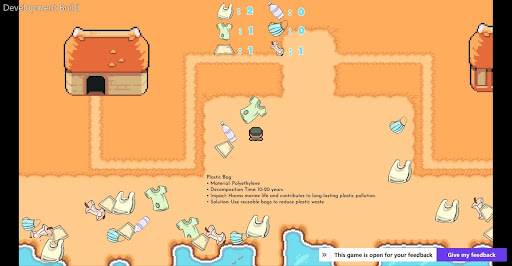 Development Build
: 2
: 0
: 1
: 0
: 1
: 1
Plastic Bag
• Material: Polyethylene
• Decomposition Time: 10-20 years
• Impact: Harms marine life and contributes to long-lasting plastic pollution.
• Solution: Use reusable bags to reduce plastic waste.
» This game is open for your feedback
Give my feedback